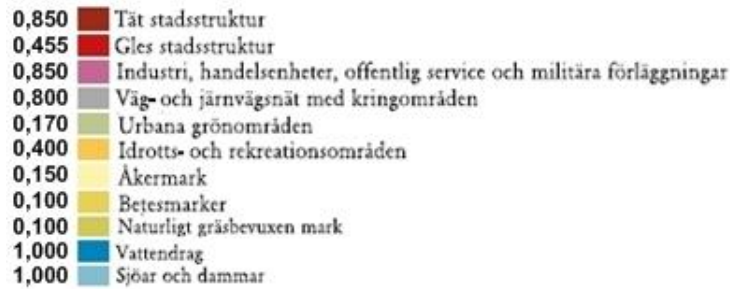 0,850 Tät stadsstruktur
0,455 Gles stadsstruktur
0,850 Industri, handelsenheter, offentlig service och militära förläggningar
0,800 Väg- och järnvägsnät med kringområden
0,170 Urbana grönområden
0,400 Idrotts- och rekreationsområden
0,150 Åkermark
0,100 Betesmarker
0,100 Naturligt gräsbevuxen mark
1,000 Vattendrag
1,000 Sjöar och dammar